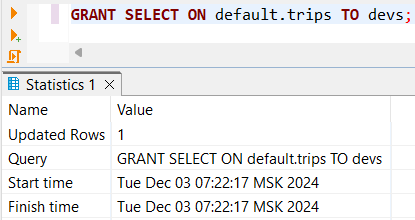 GRANT SELECT ON default.trips TO devs;
Statistics 1
Name Value
Updated Rows 1
Query GRANT SELECT ON default.trips TO devs
Start time Tue Dec 03 07:22:17 MSK 2024
Finish time Tue Dec 03 07:22:17 MSK 2024